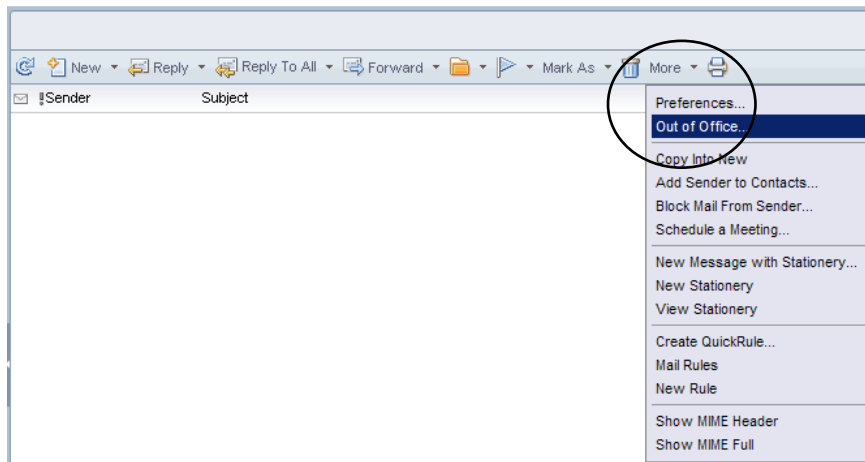 New Reply Reply To All Forward Mark As More
!Sender Subject
Preferences...
Out of Office...
Copy Into New
Add Sender to Contacts...
Block Mail From Sender...
Schedule a Meeting...
New Message with Stationery...
New Stationery
View Stationery
Create QuickRule...
Mail Rules
New Rule
Show MIME Header
Show MIME Full